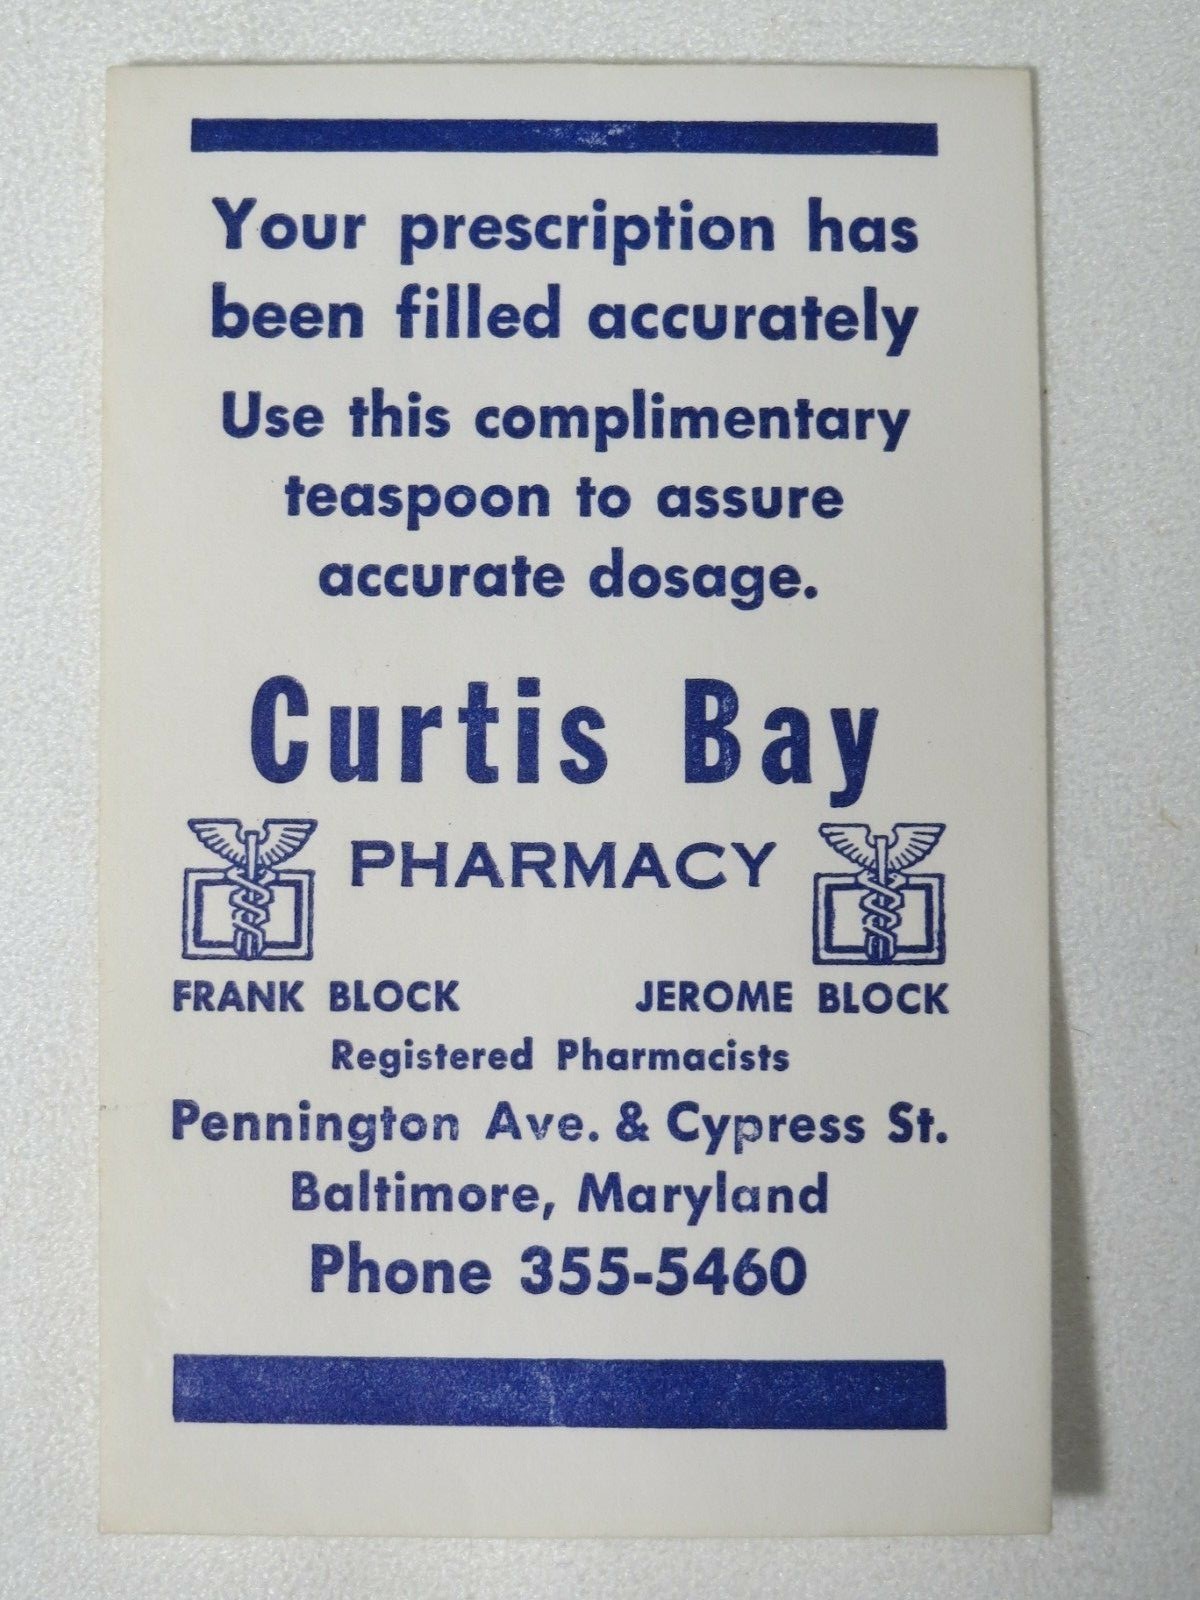 Your prescription has
been filled accurately
Use this complimentary
teaspoon to assure
accurate dosage.
Curtis Bay
PHARMACY
FRANK BLOCK JEROME BLOCK
Registered Pharmacists
Pennington Ave. & Cypress St.
Baltimore, Maryland
Phone 355-5460